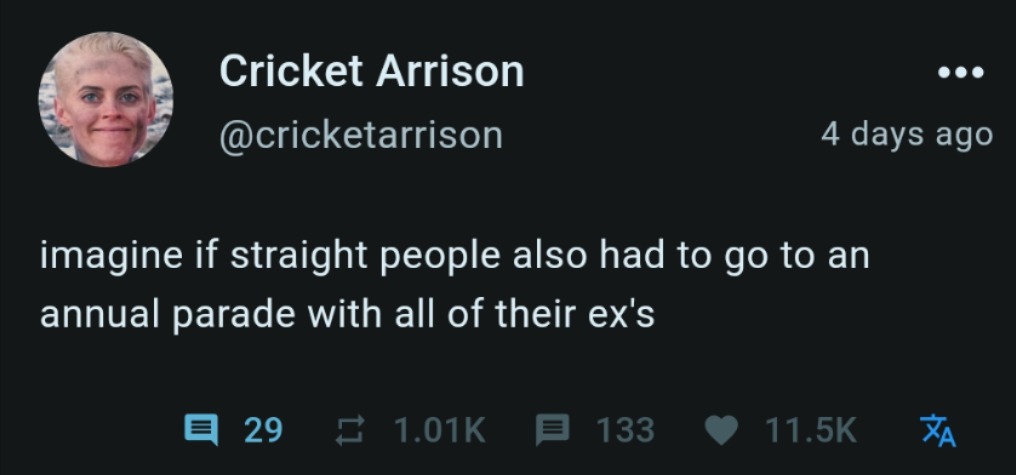 Cricket Arrison
@cricketarrison
4 days ago
imagine if straight people also had to go to an
annual parade with all of their ex's
29 1.01K 133 11.5K